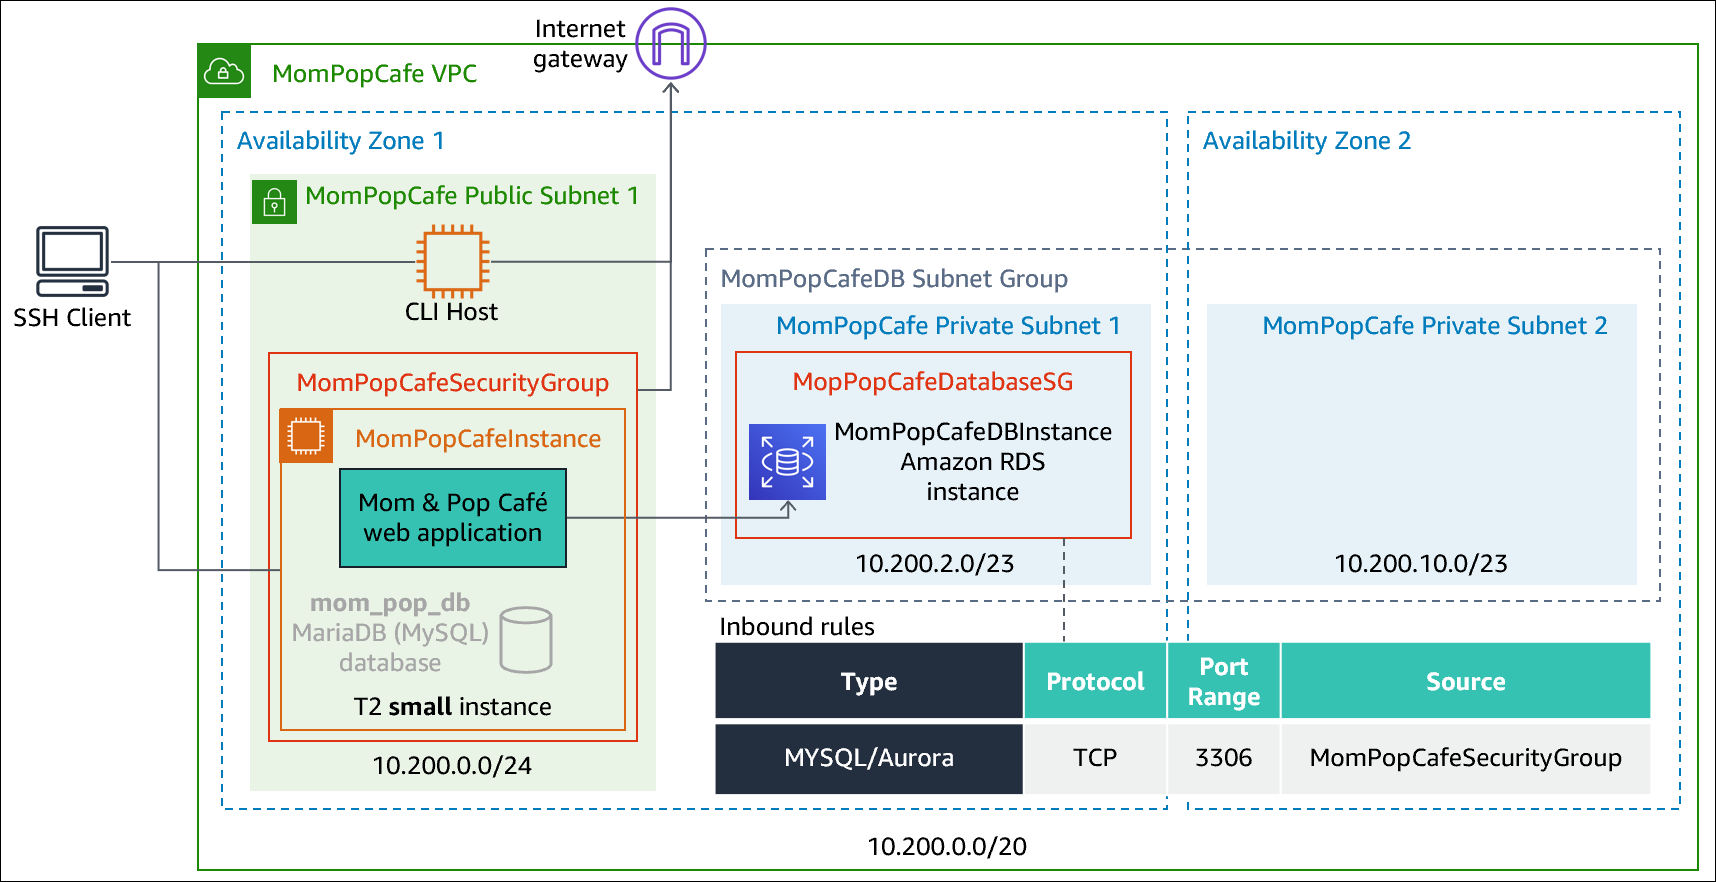 Internet
gateway
MomPopCafe VPC
Availability Zone 1
Availability Zone 2
MomPopCafe Public Subnet 1
SSH Client
CLI Host
MomPopCafeDB Subnet Group
MomPopCafe Private Subnet 1
MomPopCafe Private Subnet 2
MomPopCafeSecurityGroup
MopPopCafeDatabaseSG
MomPopCafeInstance
MomPopCafeDBInstance
Amazon RDS
instance
Mom & Pop Café
web application
10.200.2.0/23
10.200.10.0/23
mom_pop_db
MariaDB (MySQL)
database
T2 small instance
10.200.0.0/24
Inbound rules
Type Protocol Port Range Source
MYSQL/Aurora TCP 3306 MomPopCafeSecurityGroup
10.200.0.0/20